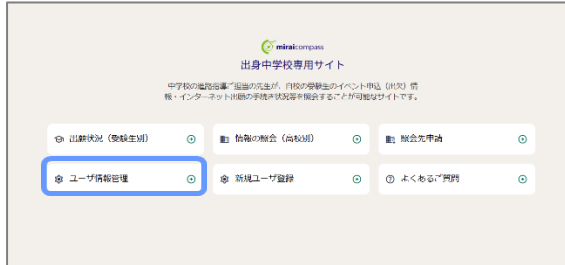 miraicompass
出身中学校専用サイト
中学校の進路指導ご担当の先生が、自校の受験生のイベント申込（出欠）情
報・インターネット出願の手続き状況等を照会することが可能なサイトです。
出願状況（受験生別）
情報の照会（高校別）
照会先申請
ユーザ情報管理
新規ユーザ登録
よくあるご質問